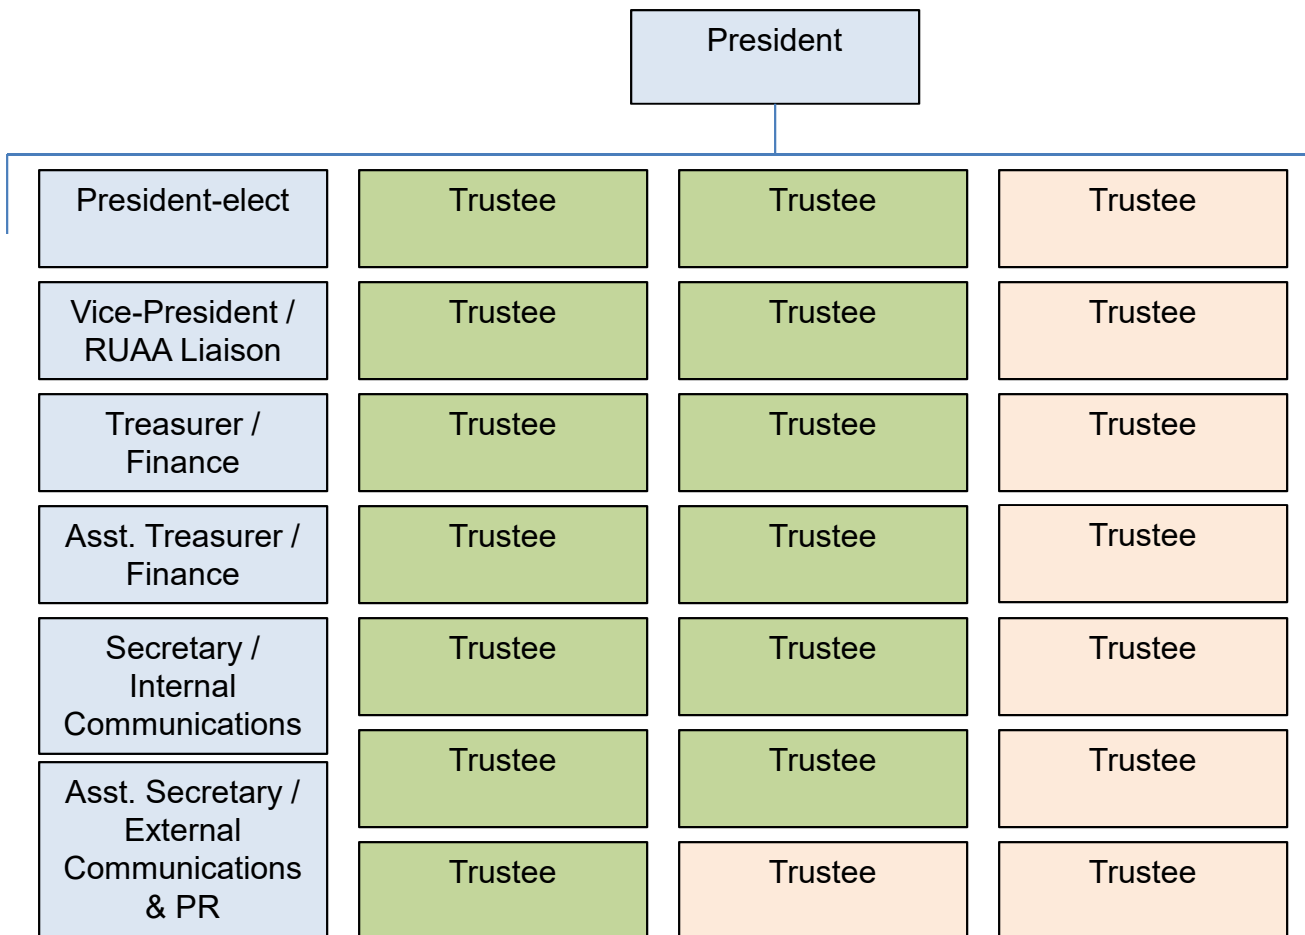 President
President-elect
Trustee
Trustee
Trustee
Vice-President /
RUAA Liaison
Trustee
Trustee
Trustee
Treasurer /
Finance
Trustee
Trustee
Trustee
Asst. Treasurer /
Finance
Trustee
Trustee
Trustee
Secretary /
Internal
Communications
Trustee
Trustee
Trustee
Asst. Secretary /
External
Communications
& PR
Trustee
Trustee
Trustee
Trustee
Trustee
Trustee